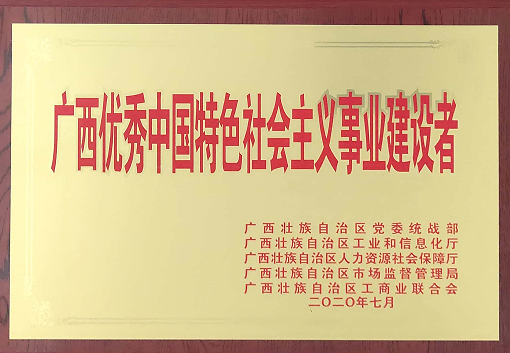 广西优秀中国特色社会主义事业建设者
广西壮族自治区党委统战部
广西壮族自治区工业和信息化厅
广西壮族自治区人力资源社会保障厅
广西壮族自治区市场监督管理局
广西壮族自治区工商业联合会
二〇二〇年七月